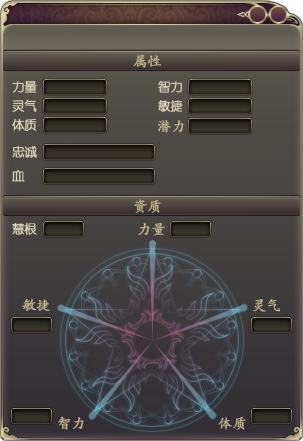 属性
力量 智力
灵气 敏捷
体质 潜力
忠诚
血
资质
慧根 力量
敏捷 灵气
智力 体质